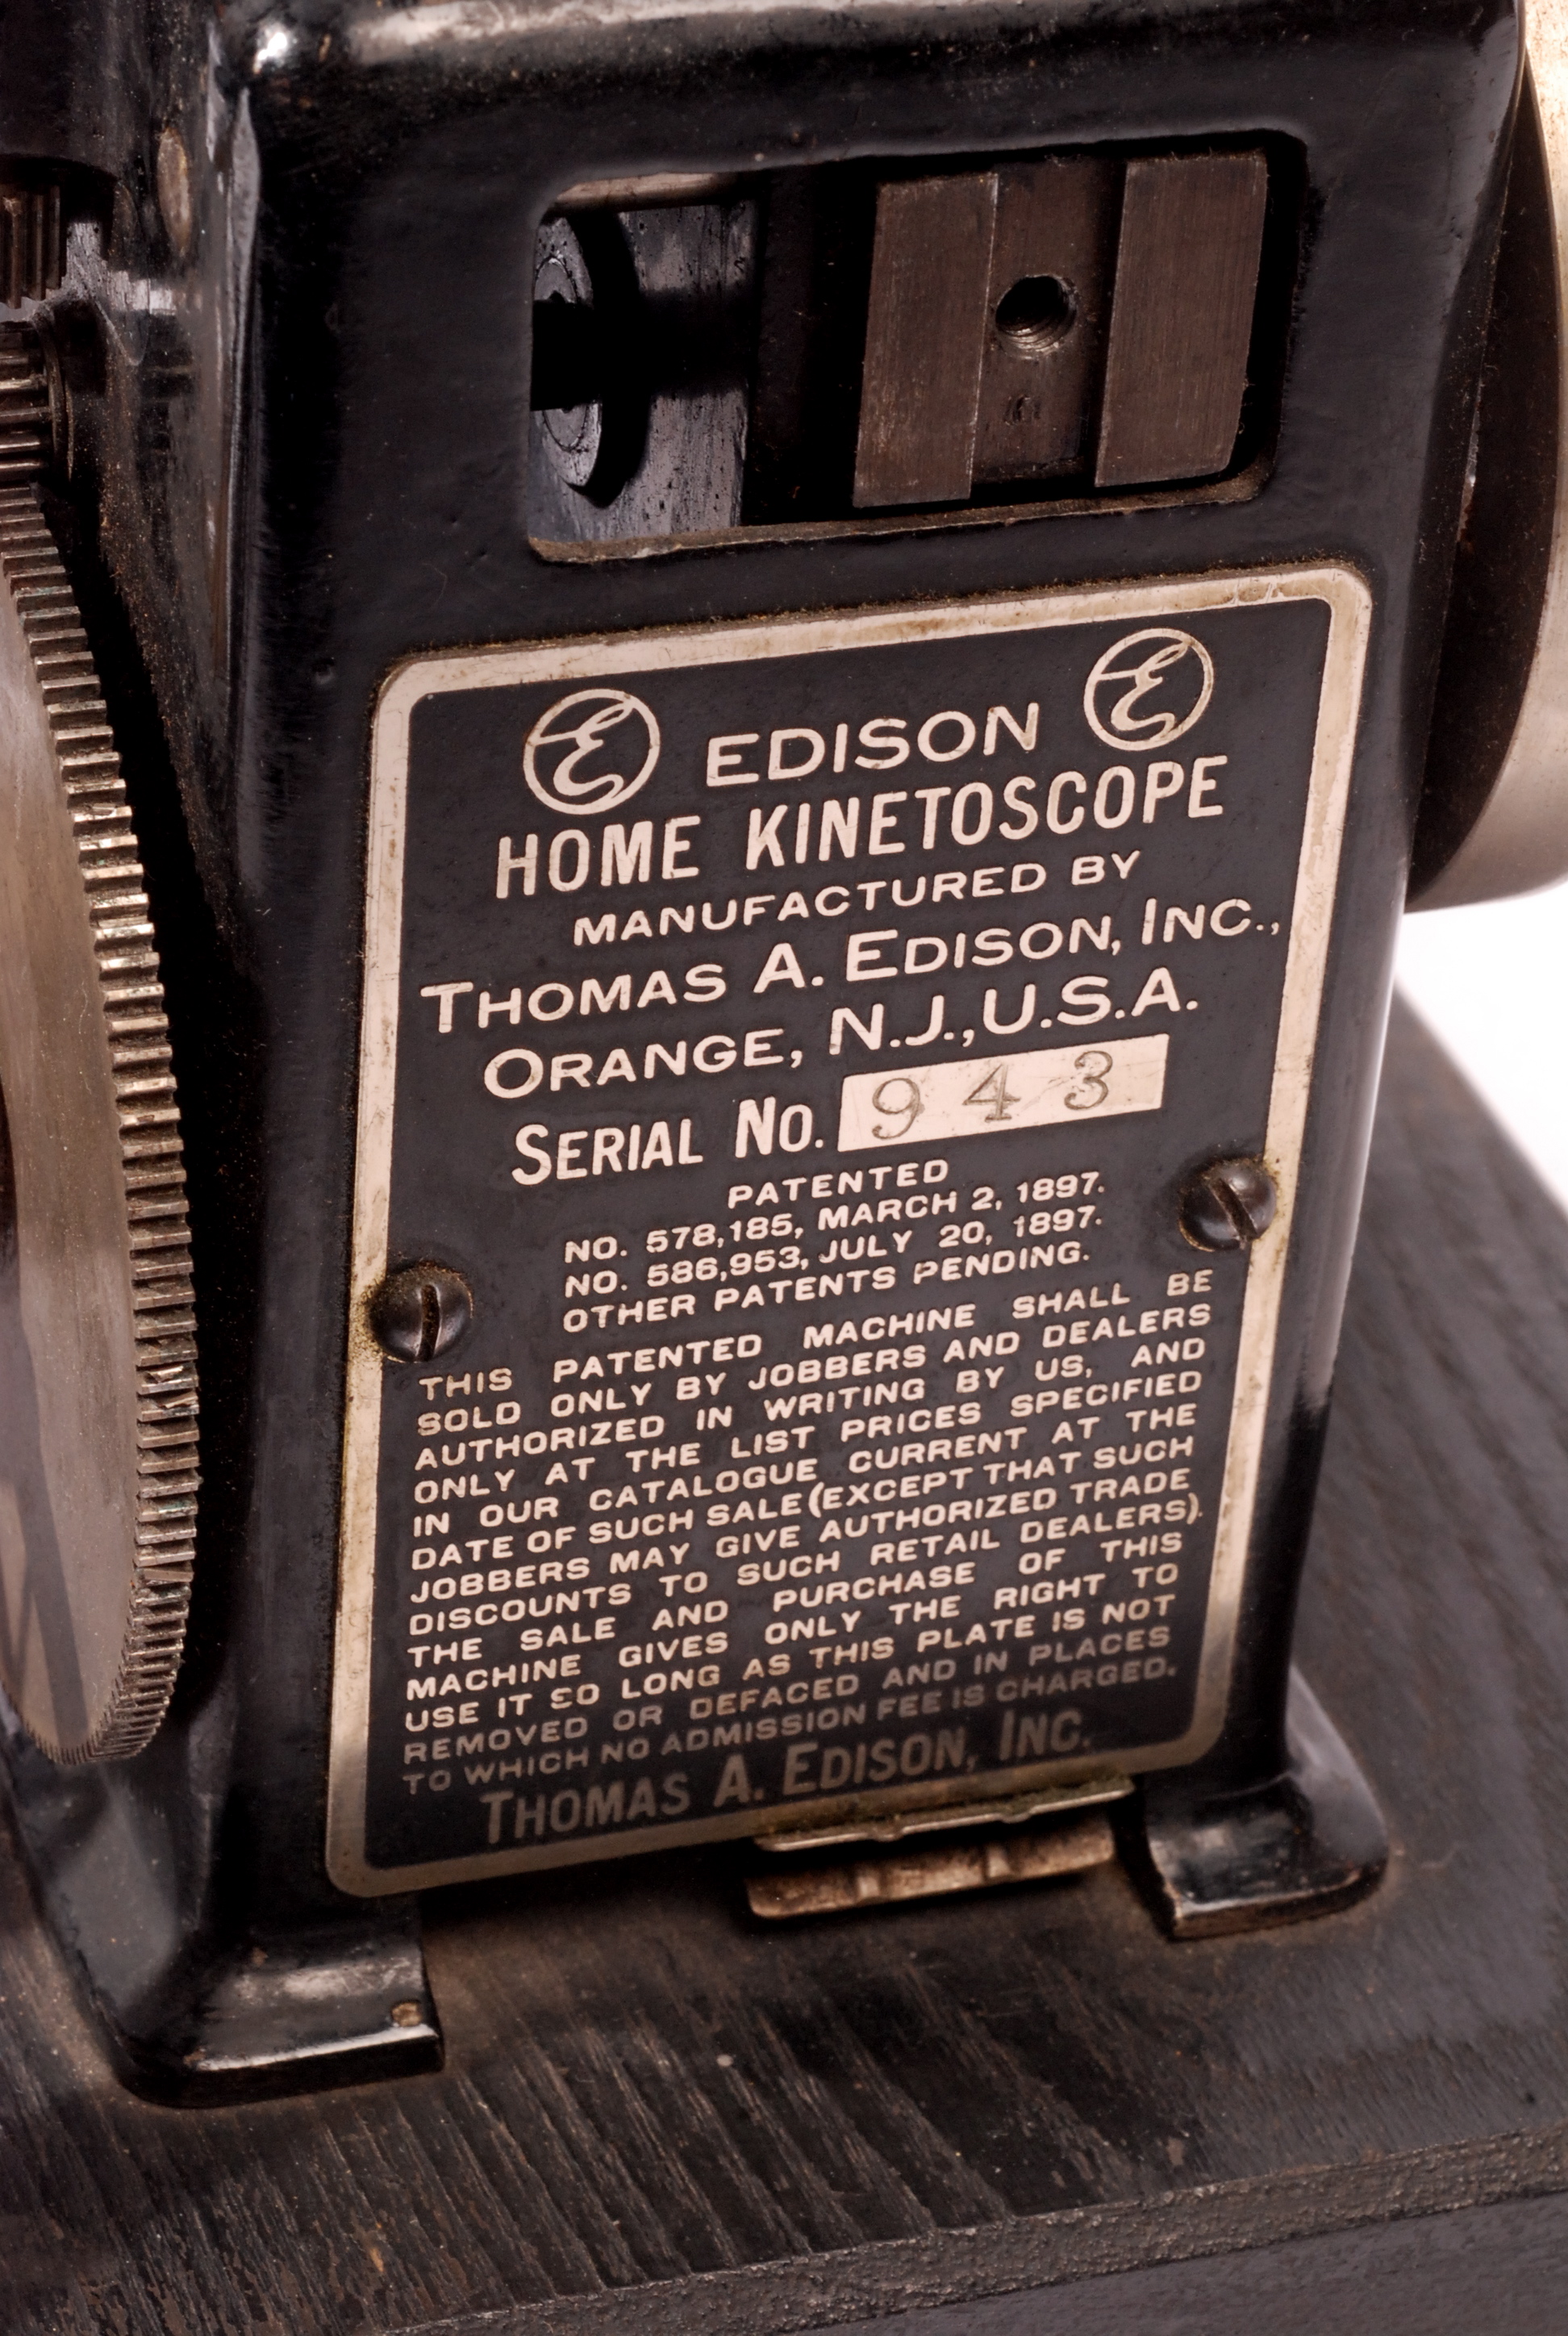 E EDISON E
HOME KINETOSCOPE
MANUFACTURED BY
THOMAS A. EDISON, INC.,
ORANGE, N.J., U.S.A.
SERIAL NO. 943
PATENTED
NO. 578,185, MARCH 2, 1897.
NO. 586,953, JULY 20, 1897.
OTHER PATENTS PENDING.
THIS PATENTED MACHINE SHALL BE
SOLD ONLY BY JOBBERS AND DEALERS
AUTHORIZED IN WRITING BY US, AND
ONLY AT THE LIST PRICES SPECIFIED
IN OUR CATALOGUE CURRENT AT THE
DATE OF SUCH SALE (EXCEPT THAT SUCH
JOBBERS MAY GIVE AUTHORIZED TRADE
DISCOUNTS TO SUCH RETAIL DEALERS).
THE SALE AND PURCHASE OF THIS
MACHINE GIVES ONLY THE RIGHT TO
USE IT SO LONG AS THIS PLATE IS NOT
REMOVED OR DEFACED AND IN PLACES
TO WHICH NO ADMISSION FEE IS CHARGED.
THOMAS A. EDISON, INC.